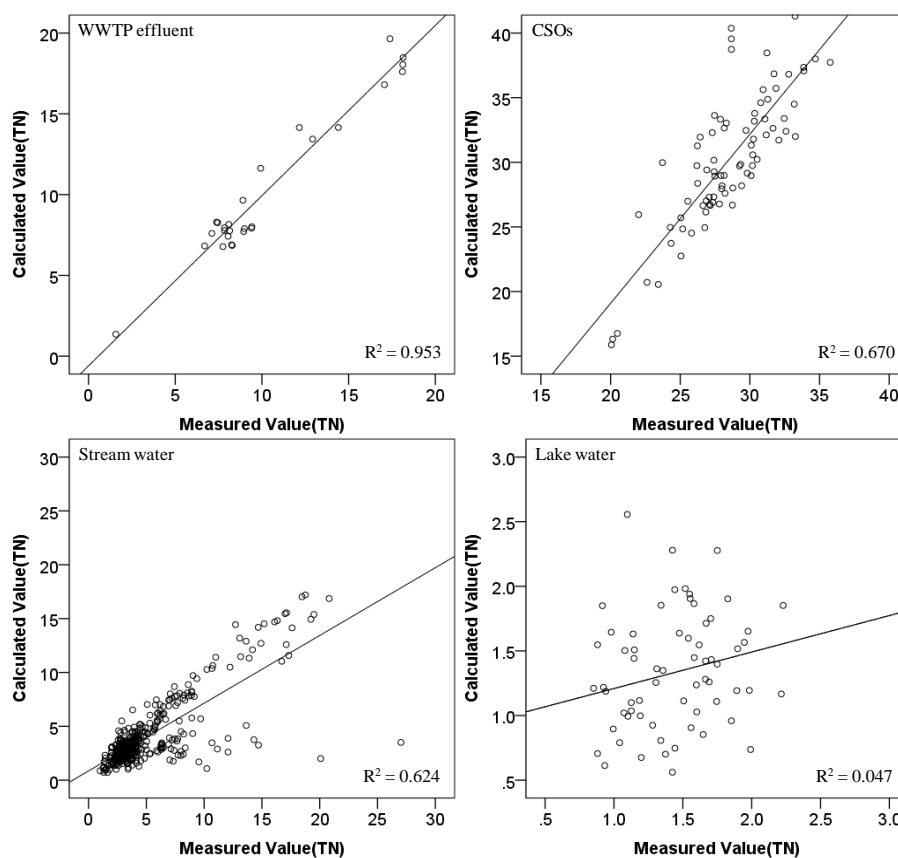 WWTP effluent
Calculated Value(TN)
20
15
10
5
0
R² = 0.953
0 5 10 15 20
Measured Value(TN)
CSOs
Calculated Value(TN)
40
35
30
25
20
15
R² = 0.670
15 20 25 30 35 40
Measured Value(TN)
Stream water
Calculated Value(TN)
30
25
20
15
10
5
0
R² = 0.624
0 5 10 15 20 25 30
Measured Value(TN)
Lake water
Calculated Value(TN)
3.0
2.5
2.0
1.5
1.0
.5
R² = 0.047
.5 1.0 1.5 2.0 2.5 3.0
Measured Value(TN)